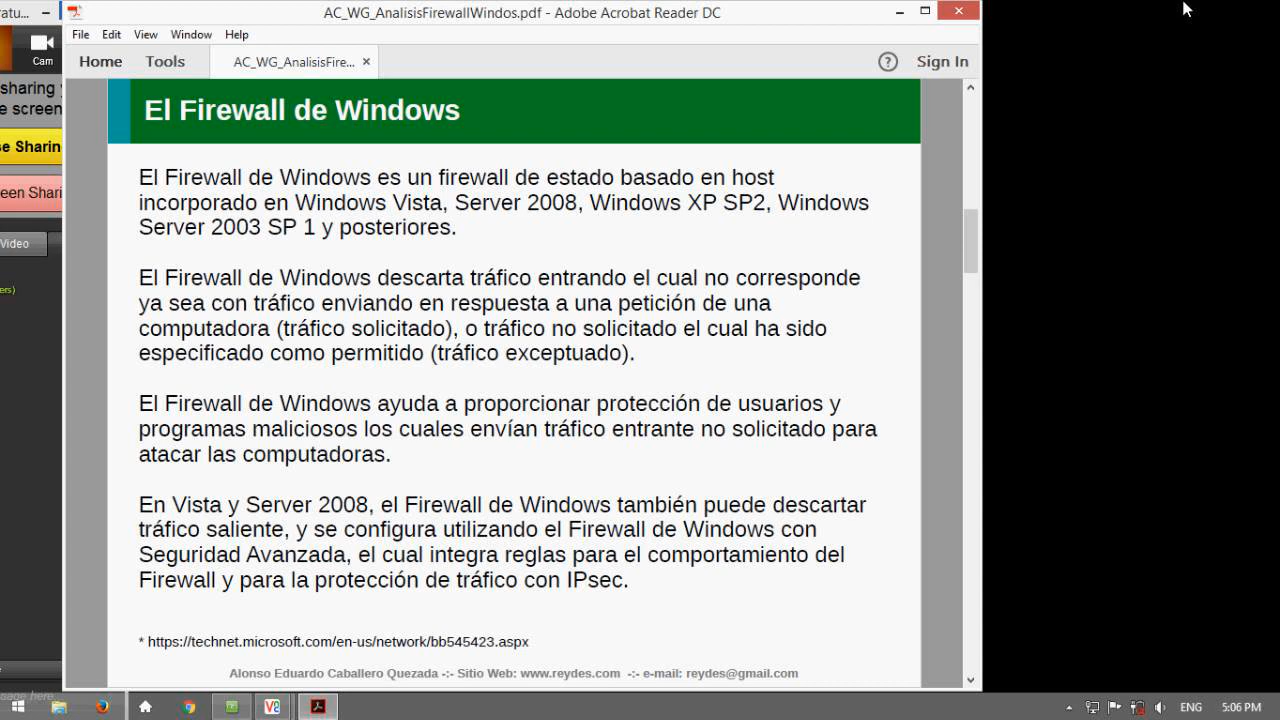 ratu...
AC_WG_AnalisisFirewallWindos.pdf - Adobe Acrobat Reader DC
File Edit View Window Help
Home Tools AC_WG_AnalisisFire... × ? Sign In
Cam
sharing
e screen
se Sharin
een Shari
Video
ers)
El Firewall de Windows
El Firewall de Windows es un firewall de estado basado en host
incorporado en Windows Vista, Server 2008, Windows XP SP2, Windows
Server 2003 SP 1 y posteriores.
El Firewall de Windows descarta tráfico entrando el cual no corresponde
ya sea con tráfico enviando en respuesta a una petición de una
computadora (tráfico solicitado), o tráfico no solicitado el cual ha sido
especificado como permitido (tráfico exceptuado).
El Firewall de Windows ayuda a proporcionar protección de usuarios y
programas maliciosos los cuales envían tráfico entrante no solicitado para
atacar las computadoras.
En Vista y Server 2008, el Firewall de Windows también puede descartar
tráfico saliente, y se configura utilizando el Firewall de Windows con
Seguridad Avanzada, el cual integra reglas para el comportamiento del
Firewall y para la protección de tráfico con IPsec.
* https://technet.microsoft.com/en-us/network/bb545423.aspx
Alonso Eduardo Caballero Quezada -:- Sitio Web: www.reydes.com -:- e-mail: reydes@gmail.com
sage here
ENG 5:06 PM